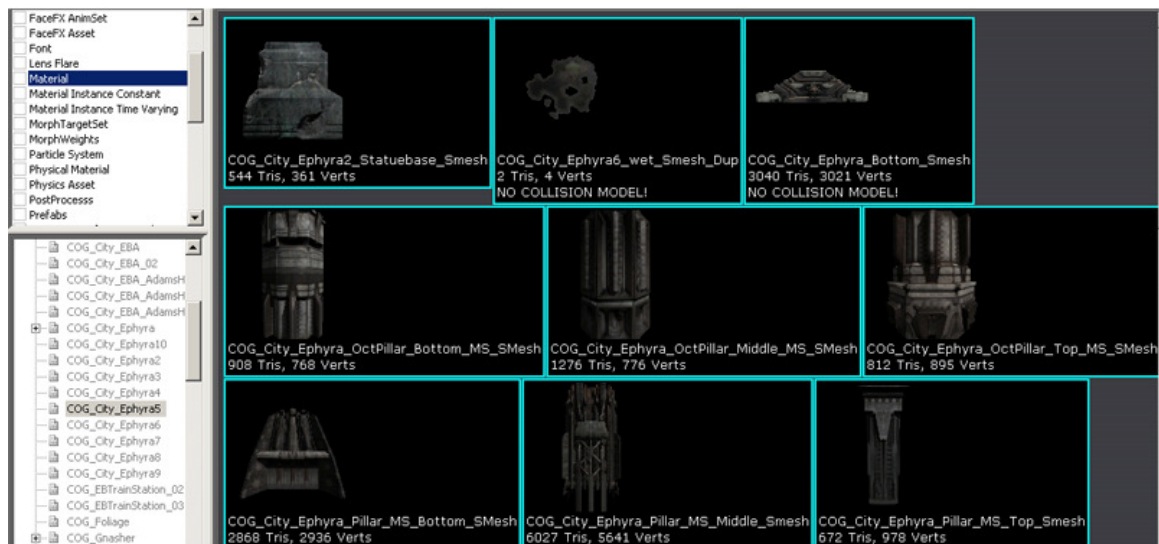 FaceFX AnimSet
FaceFX Asset
Font
Lens Flare
Material
Material Instance Constant
Material Instance Time Varying
MorphTargetSet
MorphWeights
Particle System
Physical Material
Physics Asset
PostProcesss
Prefabs
COG_City_EBA
COG_City_EBA_02
COG_City_EBA_AdamsH
COG_City_EBA_AdamsH
COG_City_EBA_AdamsH
COG_City_Ephyra
COG_City_Ephyra10
COG_City_Ephyra2
COG_City_Ephyra3
COG_City_Ephyra4
COG_City_Ephyra5
COG_City_Ephyra6
COG_City_Ephyra7
COG_City_Ephyra8
COG_City_Ephyra9
COG_EBTrainStation_02
COG_EBTrainStation_03
COG_Foliage
COG_Gnasher
COG_City_Ephyra2_Statuebase_Smesh
544 Tris, 361 Verts
COG_City_Ephyra6_wet_Smesh_Dup
2 Tris, 4 Verts
NO COLLISION MODEL!
COG_City_Ephyra_Bottom_Smesh
3040 Tris, 3021 Verts
NO COLLISION MODEL!
COG_City_Ephyra_OctPillar_Bottom_MS_SMesh
908 Tris, 768 Verts
COG_City_Ephyra_OctPillar_Middle_MS_SMesh
1276 Tris, 776 Verts
COG_City_Ephyra_OctPillar_Top_MS_SMesh
812 Tris, 895 Verts
COG_City_Ephyra_Pillar_MS_Bottom_SMesh
2868 Tris, 2936 Verts
COG_City_Ephyra_Pillar_MS_Middle_Smesh
6027 Tris, 5641 Verts
COG_City_Ephyra_Pillar_MS_Top_Smesh
672 Tris, 978 Verts